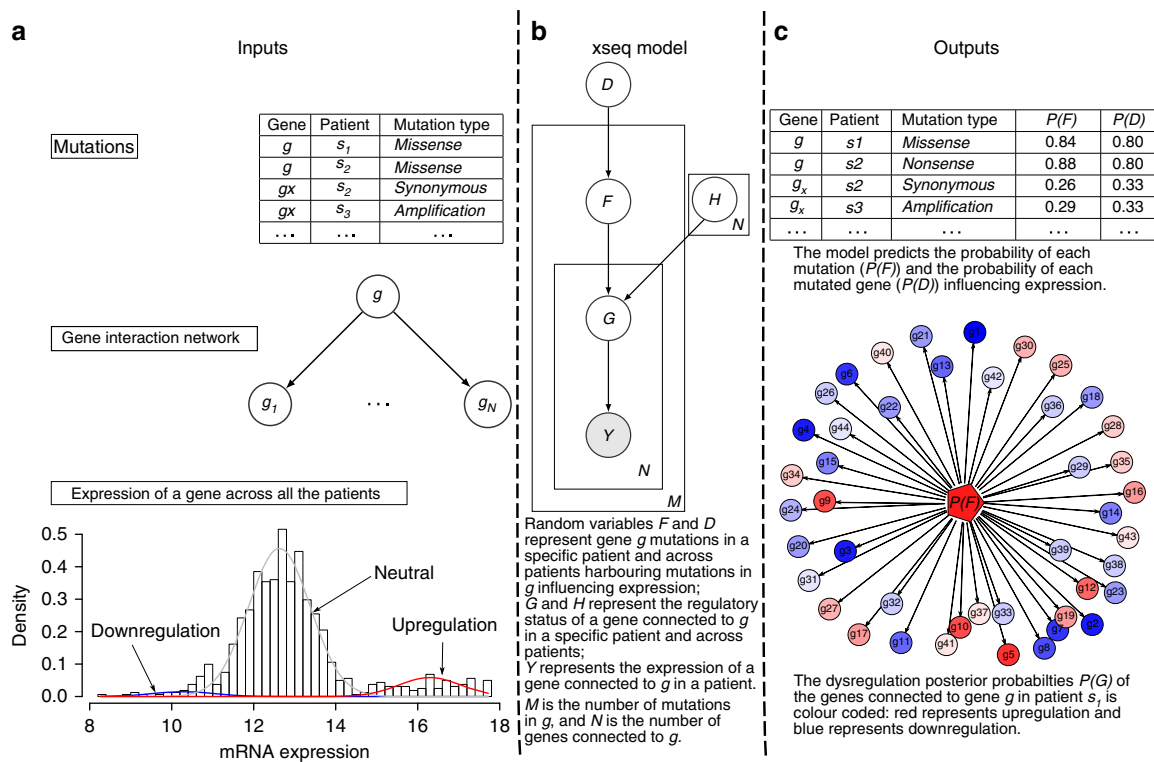 a
Inputs
Mutations
Gene Patient Mutation type
g s1 Missense
g s2 Missense
gx s2 Synonymous
gx s3 Amplification
... ... ...
Gene interaction network
g
g1 ... gN
Expression of a gene across all the patients
Density
0.5
0.4
0.3
0.2
0.1
0.0
Neutral
Downregulation
Upregulation
8 10 12 14 16 18
mRNA expression
b
xseq model
D
F
H
N
G
Y
N
M
Random variables F and D
represent gene g mutations in a
specific patient and across
patients harbouring mutations in
g influencing expression;
G and H represent the regulatory
status of a gene connected to g
in a specific patient and across
patients;
Y represents the expression of a
gene connected to g in a patient.
M is the number of mutations
in g, and N is the number of
genes connected to g.
c
Outputs
Gene Patient Mutation type P(F) P(D)
g s1 Missense 0.84 0.80
g s2 Nonsense 0.88 0.80
gx s2 Synonymous 0.26 0.33
gx s3 Amplification 0.29 0.33
... ... ... ... ...
The model predicts the probability of each
mutation (P(F)) and the probability of each
mutated gene (P(D)) influencing expression.
g21 g1 g30
g40 g13 g25
g6 g42
g26 g22 g36 g18
g4 g44 g28
g15 g29 g35
g34 g16
g9 P(F)
g24 g14
g20 g3 g39 g43
g31 g38
g12 g23
g27 g32 g37 g33 g19 g2
g17 g10 g7
g11 g41 g5 g8
The dysregulation posterior probabilties P(G) of
the genes connected to gene g in patient s1 is
colour coded: red represents upregulation and
blue represents downregulation.